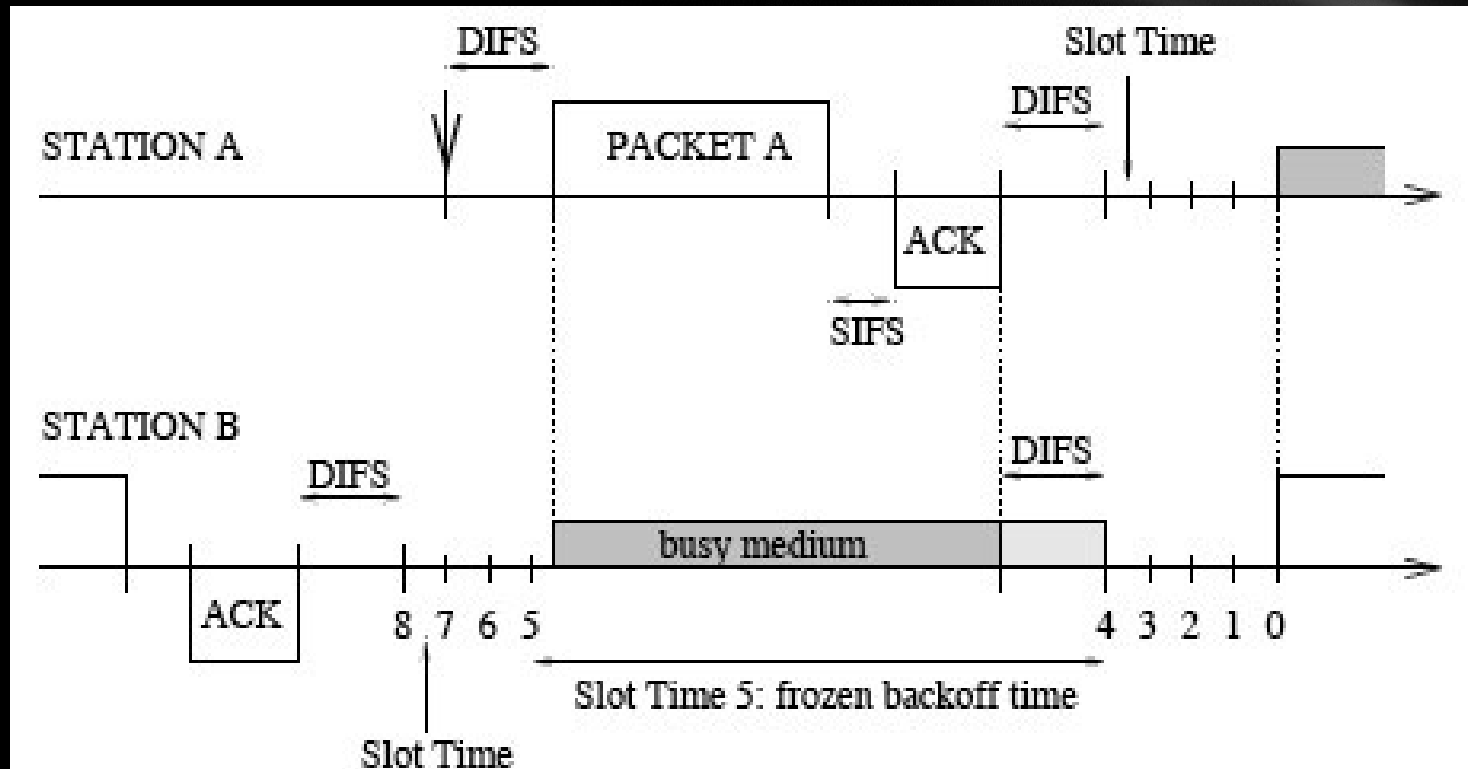 DIFS
Slot Time
DIFS
STATION A
PACKET A
ACK
SIFS
STATION B
DIFS
DIFS
busy medium
ACK
8 7 6 5 4 3 2 1 0
Slot Time 5: frozen backoff time
Slot Time